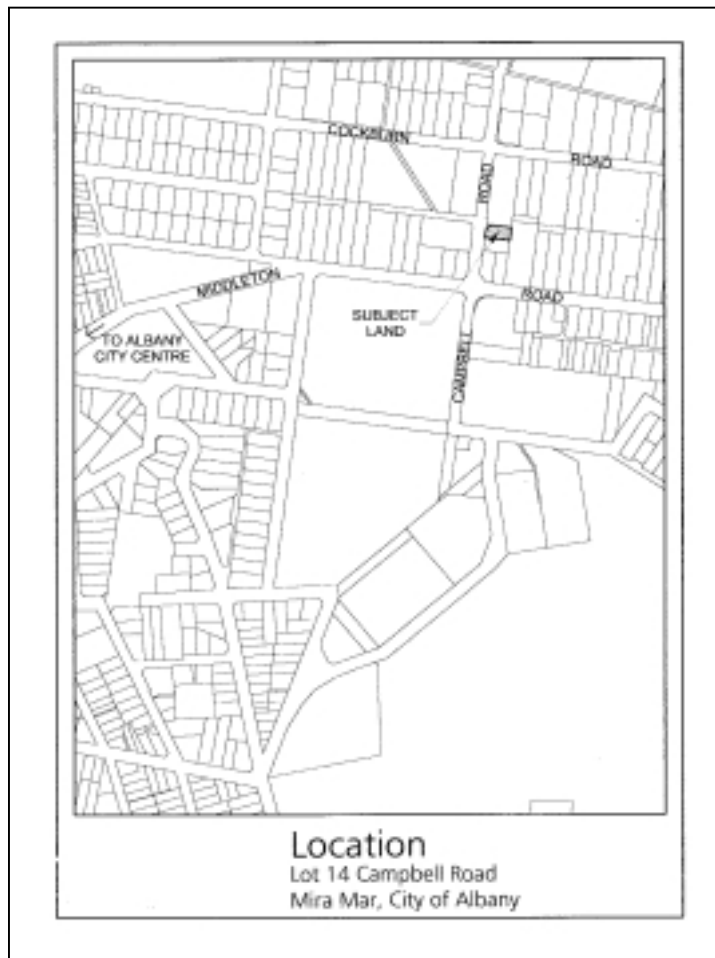 COCKBURN
ROAD
ROAD
MIDDLETON
ROAD
SUBJECT
LAND
TO ALBANY
CITY CENTRE
CAMPBELL
Location
Lot 14 Campbell Road
Mira Mar, City of Albany